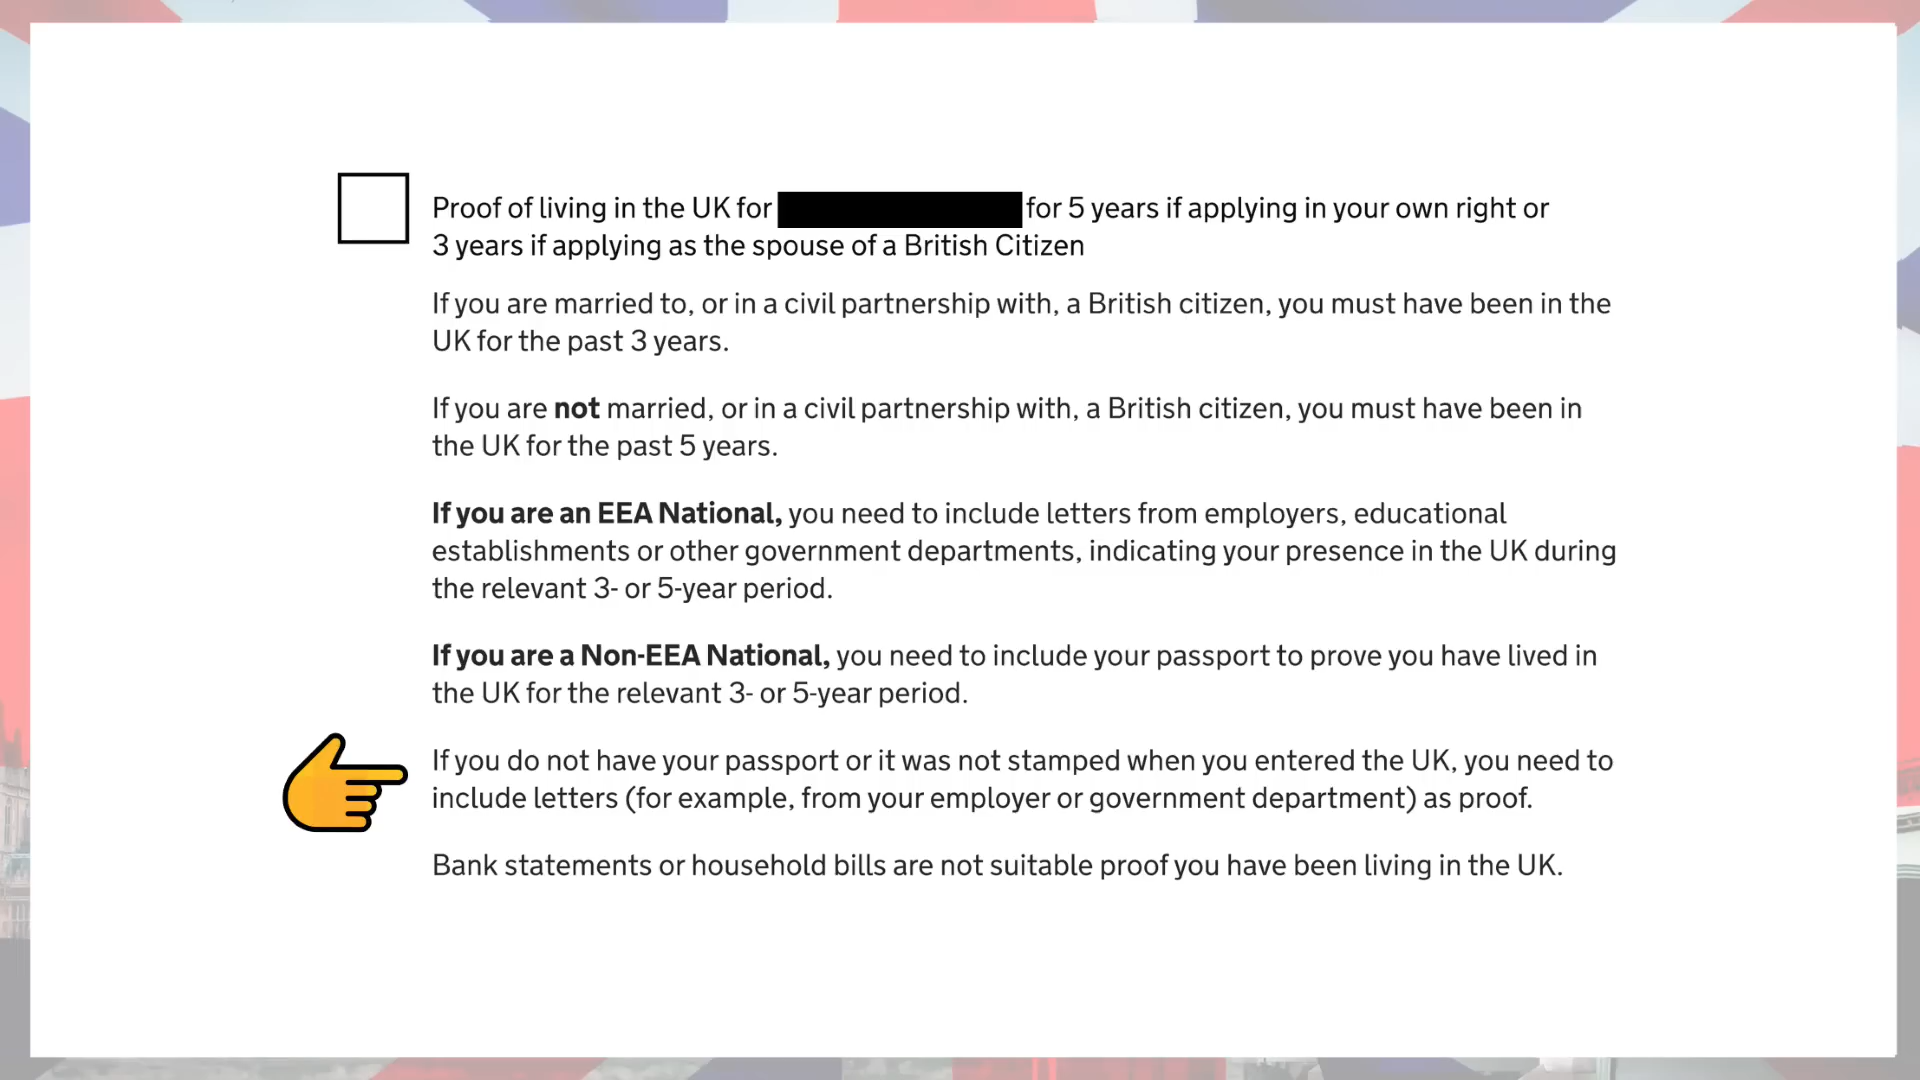 Proof of living in the UK for for 5 years if applying in your own right or
3 years if applying as the spouse of a British Citizen
If you are married to, or in a civil partnership with, a British citizen, you must have been in the
UK for the past 3 years.
If you are not married, or in a civil partnership with, a British citizen, you must have been in
the UK for the past 5 years.
If you are an EEA National, you need to include letters from employers, educational
establishments or other government departments, indicating your presence in the UK during
the relevant 3- or 5-year period.
If you are a Non-EEA National, you need to include your passport to prove you have lived in
the UK for the relevant 3- or 5-year period.
If you do not have your passport or it was not stamped when you entered the UK, you need to
include letters (for example, from your employer or government department) as proof.
Bank statements or household bills are not suitable proof you have been living in the UK.